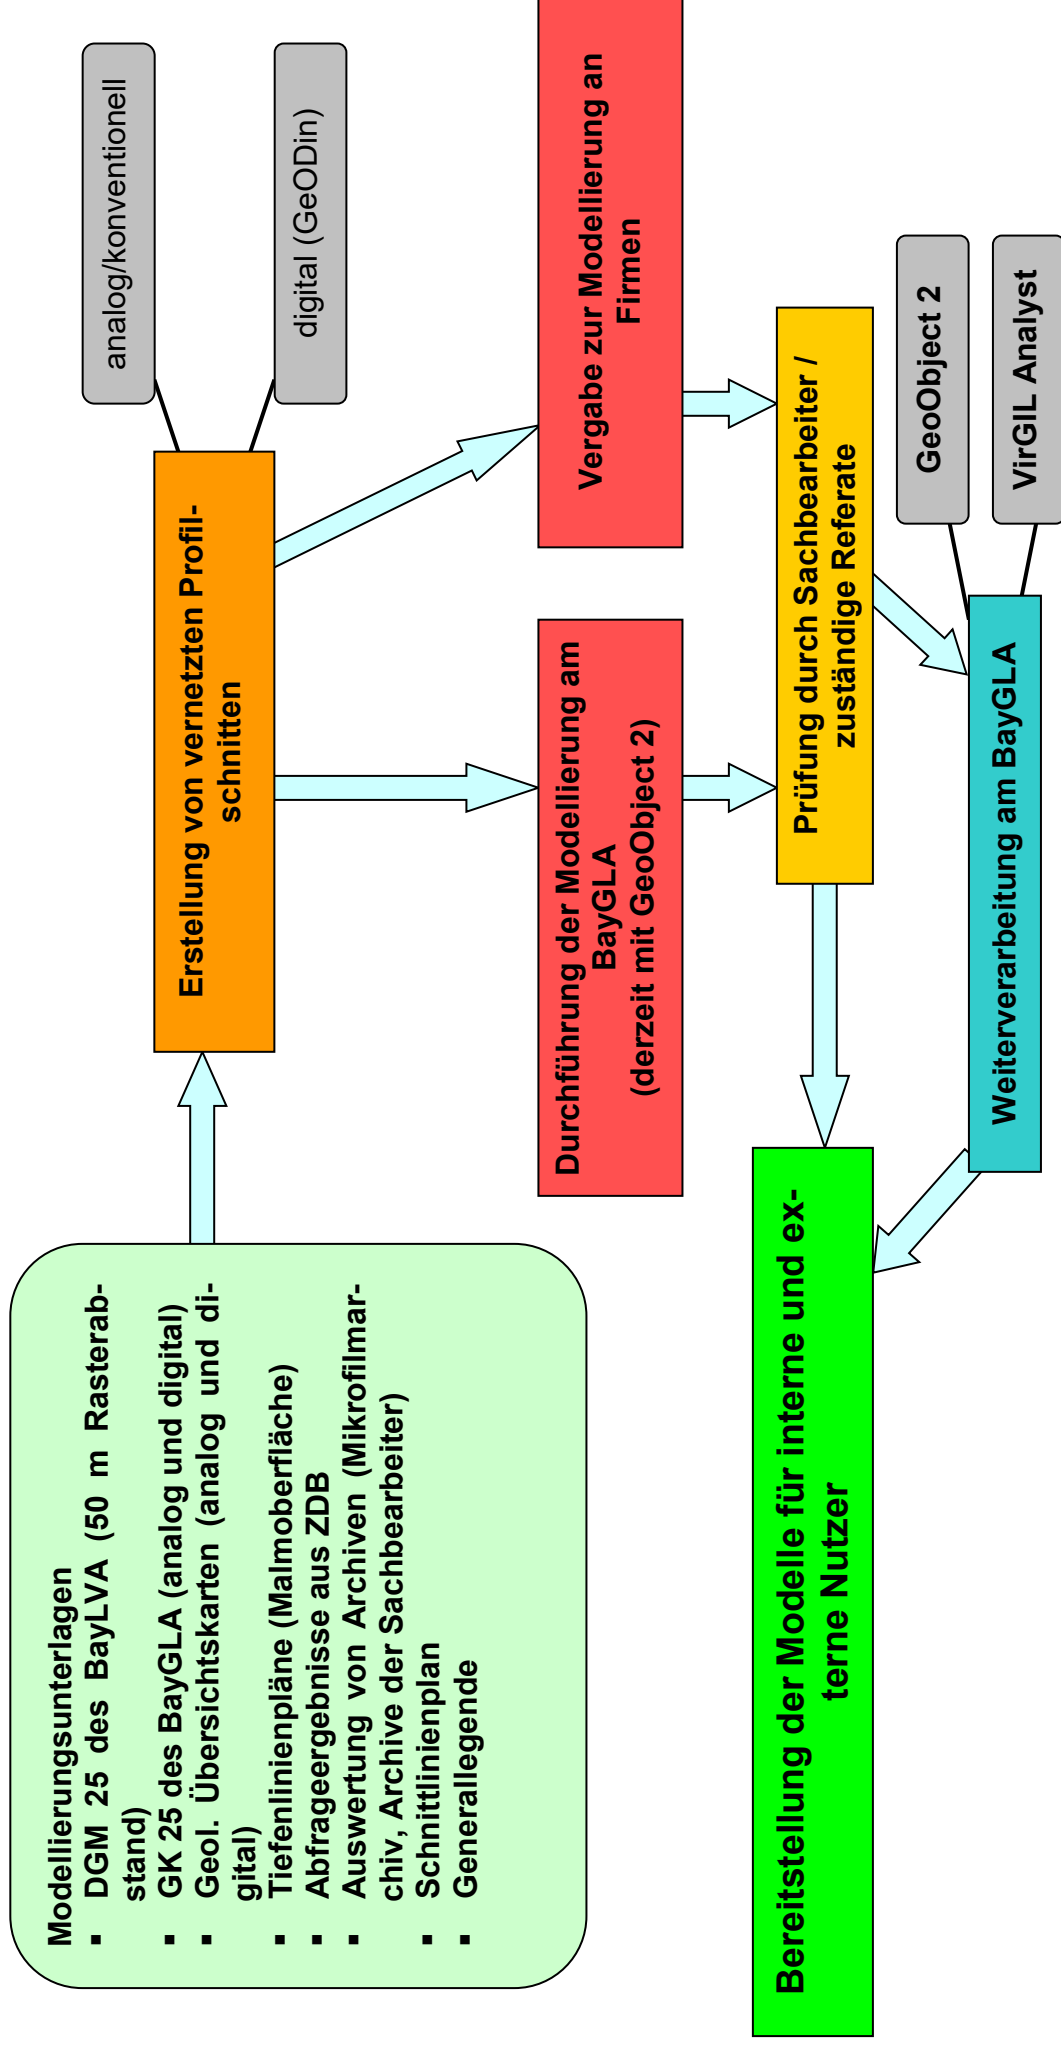 Modellierungsunterlagen
▪ DGM 25 des BayLVA (50 m Rasterab-
stand)
▪ GK 25 des BayGLA (analog und digital)
▪ Geol. Übersichtskarten (analog und di-
gital)
▪ Tiefenlinienpläne (Malmoberfläche)
▪ Abfrageergebnisse aus ZDB
▪ Auswertung von Archiven (Mikrofilmar-
chiv, Archive der Sachbearbeiter)
▪ Schnittlinienplan
▪ Generallegende
Erstellung von vernetzten Profil-
schnitten
analog/konventionell
digital (GeODin)
Durchführung der Modellierung am
BayGLA
(derzeit mit GeoObject 2)
Vergabe zur Modellierung an
Firmen
Prüfung durch Sachbearbeiter /
zuständige Referate
Bereitstellung der Modelle für interne und ex-
terne Nutzer
Weiterverarbeitung am BayGLA
GeoObject 2
VirGIL Analyst